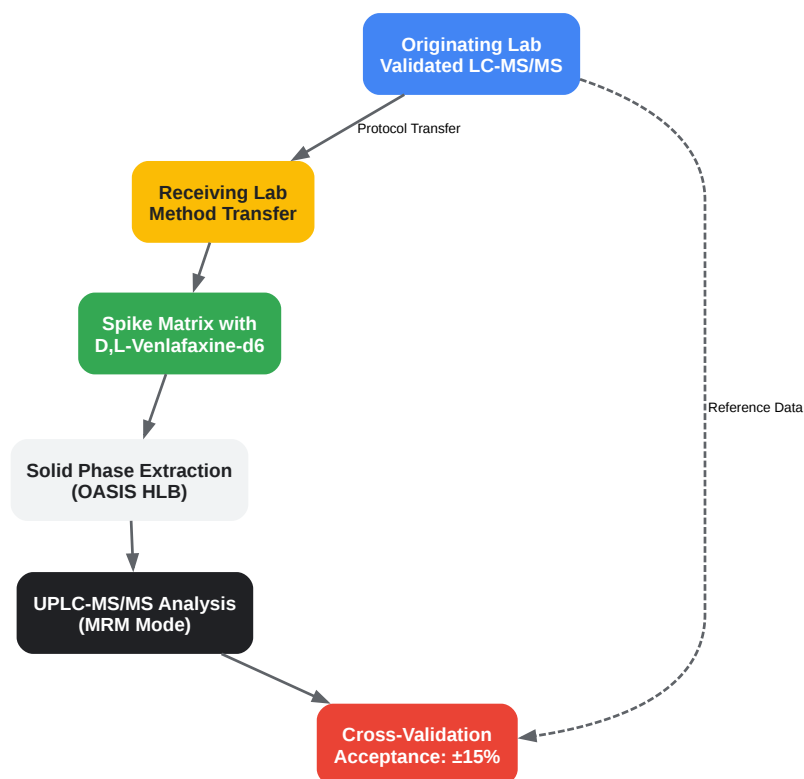 Originating Lab
Validated LC-MS/MS
Protocol Transfer
Receiving Lab
Method Transfer
Spike Matrix with
D,L-Venlafaxine-d6
Reference Data
Solid Phase Extraction
(OASIS HLB)
UPLC-MS/MS Analysis
(MRM Mode)
Cross-Validation
Acceptance: ±15%